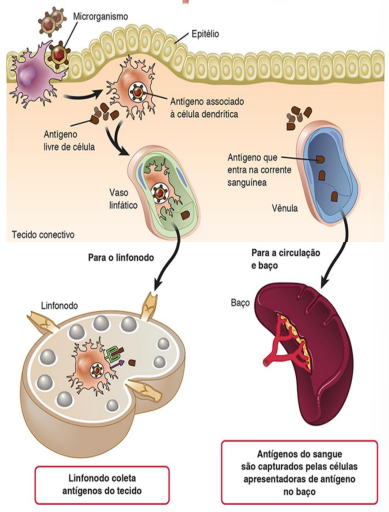 Microrganismo
Epitélio
Antígeno associado
à célula dendrítica
Antígeno
livre de célula
Antígeno que
entra na corrente
sanguínea
Vaso
linfático
Vênula
Tecido conectivo
Para o linfonodo
Para a circulação
e baço
Linfonodo
Baço
Linfonodo coleta
antígenos do tecido
Antígenos do sangue
são capturados pelas células
apresentadoras de antígeno
no baço